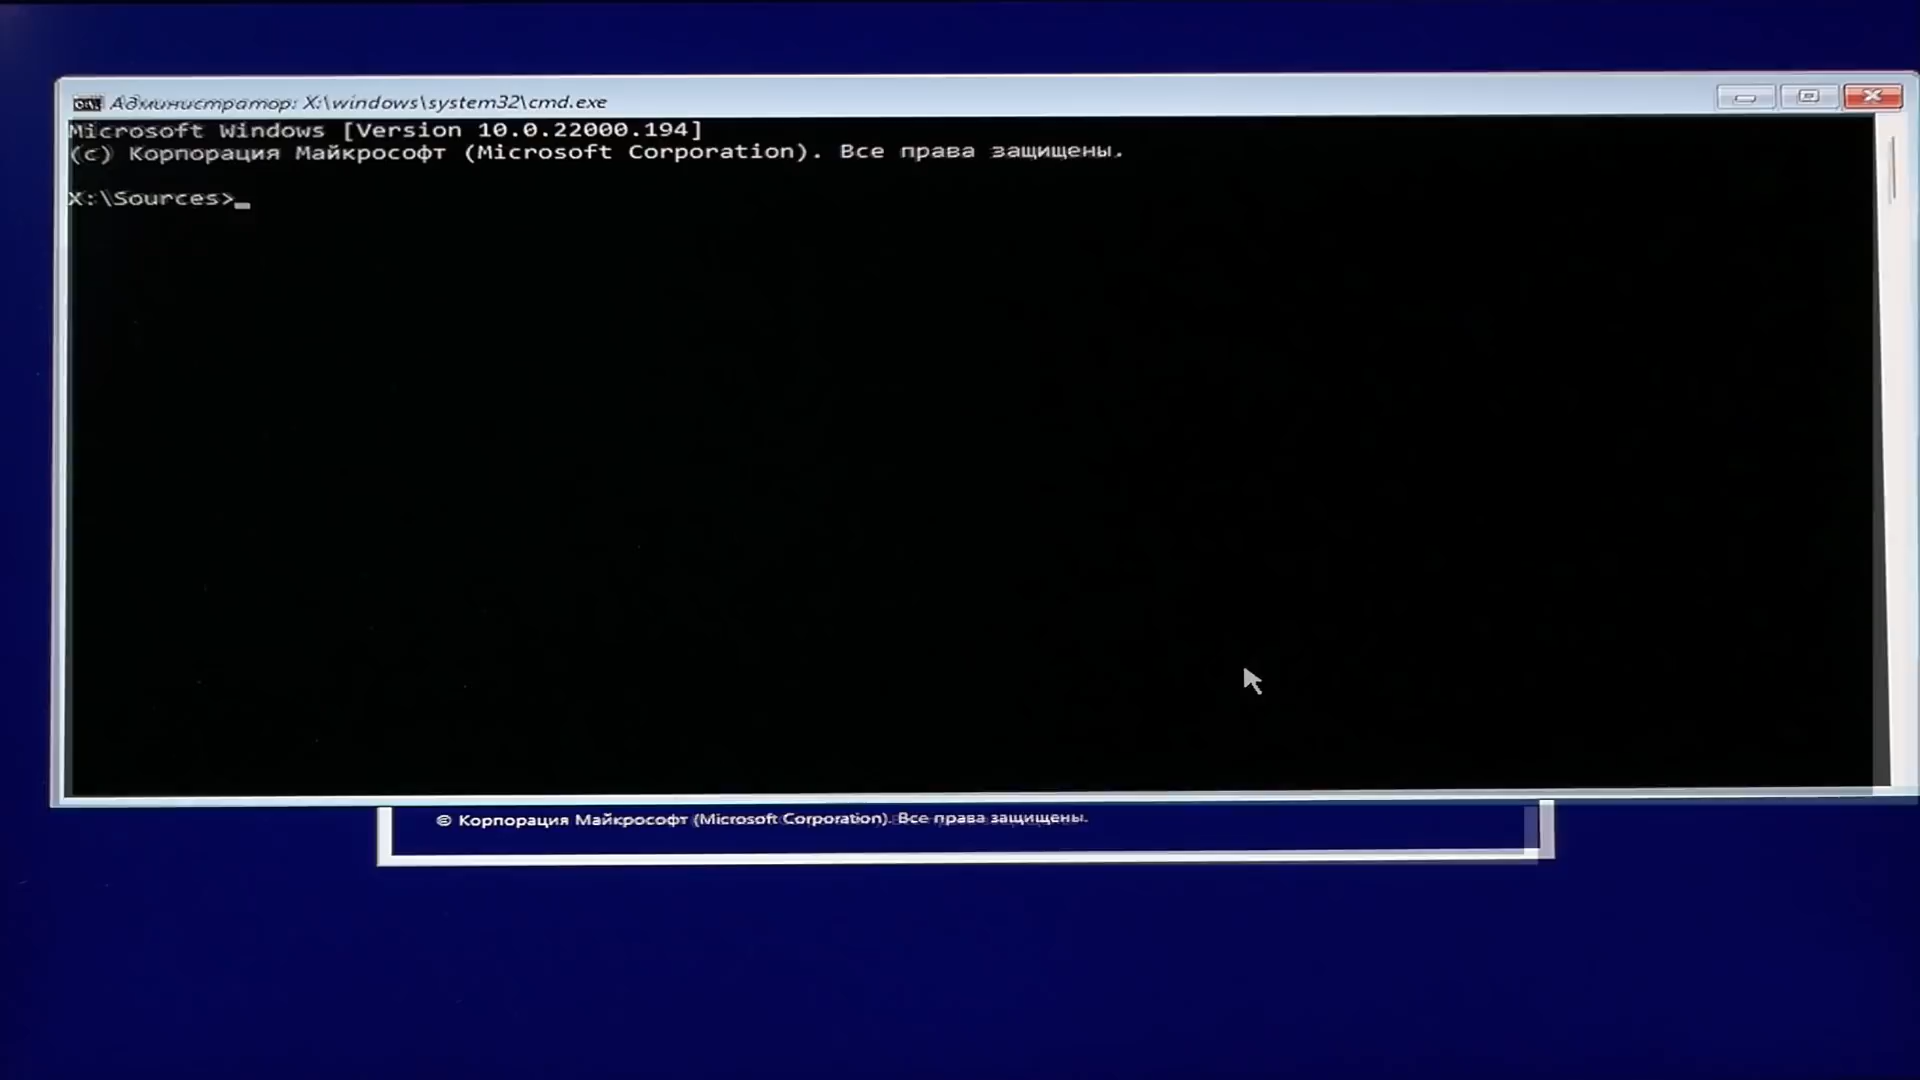 Администратор: X:\windows\system32\cmd.exe
Microsoft Windows [Version 10.0.22000.194]
(c) Корпорация Майкрософт (Microsoft Corporation). Все права защищены.
X:\Sources>
© Корпорация Майкрософт (Microsoft Corporation). Все права защищены.